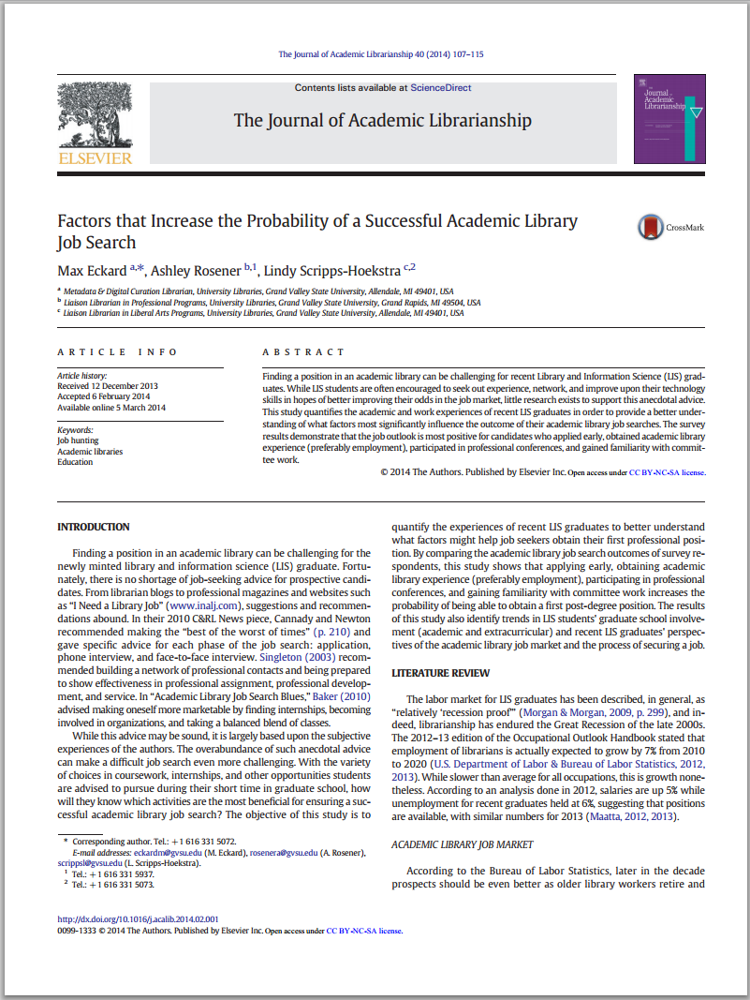 The Journal of Academic Librarianship 40 (2014) 107–115
Contents lists available at ScienceDirect
The Journal of Academic Librarianship
ELSEVIER
Journal of
Academic
Librarianship
Factors that Increase the Probability of a Successful Academic Library
Job Search
CrossMark
Max Eckard a,*, Ashley Rosener b,1, Lindy Scripps-Hoekstra c,2
a Metadata & Digital Curation Librarian, University Libraries, Grand Valley State University, Allendale, MI 49401, USA
b Liaison Librarian in Professional Programs, University Libraries, Grand Valley State University, Grand Rapids, MI 49504, USA
c Liaison Librarian in Liberal Arts Programs, University Libraries, Grand Valley State University, Allendale, MI 49401, USA
ARTICLE INFO
Article history:
Received 12 December 2013
Accepted 6 February 2014
Available online 5 March 2014
Keywords:
Job hunting
Academic libraries
Education
ABSTRACT
Finding a position in an academic library can be challenging for recent Library and Information Science (LIS) grad-
uates. While LIS students are often encouraged to seek out experience, network, and improve upon their technology
skills in hopes of better improving their odds in the job market, little research exists to support this anecdotal advice.
This study quantifies the academic and work experiences of recent LIS graduates in order to provide a better under-
standing of what factors most significantly influence the outcome of their academic library job searches. The survey
results demonstrate that the job outlook is most positive for candidates who applied early, obtained academic library
experience (preferably employment), participated in professional conferences, and gained familiarity with commit-
tee work.
© 2014 The Authors. Published by Elsevier Inc. Open access under CC BY-NC-SA license.
INTRODUCTION
Finding a position in an academic library can be challenging for the
newly minted library and information science (LIS) graduate. Fortu-
nately, there is no shortage of job-seeking advice for prospective candi-
dates. From librarian blogs to professional magazines and websites such
as “I Need a Library Job” (www.inalj.com), suggestions and recommen-
dations abound. In their 2010 C&RL News piece, Cannady and Newton
recommended making the “best of the worst of times” (p. 210) and
gave specific advice for each phase of the job search: application,
phone interview, and face-to-face interview. Singleton (2003) recom-
mended building a network of professional contacts and being prepared
to show effectiveness in professional assignment, professional develop-
ment, and service. In “Academic Library Job Search Blues,” Baker (2010)
advised making oneself more marketable by finding internships, becoming
involved in organizations, and taking a balanced blend of classes.
While this advice may be sound, it is largely based upon the subjective
experiences of the authors. The overabundance of such anecdotal advice
can make a difficult job search even more challenging. With the variety
of choices in coursework, internships, and other opportunities students
are advised to pursue during their short time in graduate school, how
will they know which activities are the most beneficial for ensuring a suc-
cessful academic library job search? The objective of this study is to
* Corresponding author. Tel.: +1 616 331 5072.
E-mail addresses: eckardm@gvsu.edu (M. Eckard), rosenera@gvsu.edu (A. Rosener),
scrippsl@gvsu.edu (L. Scripps-Hoekstra).
1 Tel.: +1 616 331 5937.
2 Tel.: +1 616 331 5073.
quantify the experiences of recent LIS graduates to better understand
what factors might help job seekers obtain their first professional posi-
tion. By comparing the academic library job search outcomes of survey re-
spondents, this study shows that applying early, obtaining academic
library experience (preferably employment), participating in professional
conferences, and gaining familiarity with committee work increases the
probability of being able to obtain a first post-degree position. The results
of this study also identify trends in LIS students’ graduate school involve-
ment (academic and extracurricular) and recent LIS graduates’ perspec-
tives of the academic library job market and the process of securing a job.
LITERATURE REVIEW
The labor market for LIS graduates has been described, in general, as
“relatively ‘recession proof’” (Morgan & Morgan, 2009, p. 299), and in-
deed, librarianship has endured the Great Recession of the late 2000s.
The 2012–13 edition of the Occupational Outlook Handbook stated that
employment of librarians is actually expected to grow by 7% from 2010
to 2020 (U.S. Department of Labor & Bureau of Labor Statistics, 2012,
2013). While slower than average for all occupations, this is growth none-
theless. According to an analysis done in 2012, salaries are up 5% while
unemployment for recent graduates held at 6%, suggesting that positions
are available, with similar numbers for 2013 (Maatta, 2012, 2013).
ACADEMIC LIBRARY JOB MARKET
According to the Bureau of Labor Statistics, later in the decade
prospects should be even better as older library workers retire and
http://dx.doi.org/10.1016/j.acalib.2014.02.001
0099-1333 © 2014 The Authors. Published by Elsevier Inc. Open access under CC BY-NC-SA license.